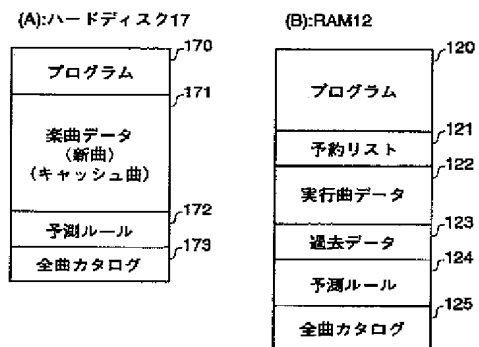 (A):ハードディスク17
170
プログラム
171
楽曲データ
(新曲)
(キャッシュ曲)
172
予測ルール
173
全曲カタログ
(B):RAM12
120
プログラム
121
予約リスト
122
実行曲データ
123
過去データ
124
予測ルール
125
全曲カタログ